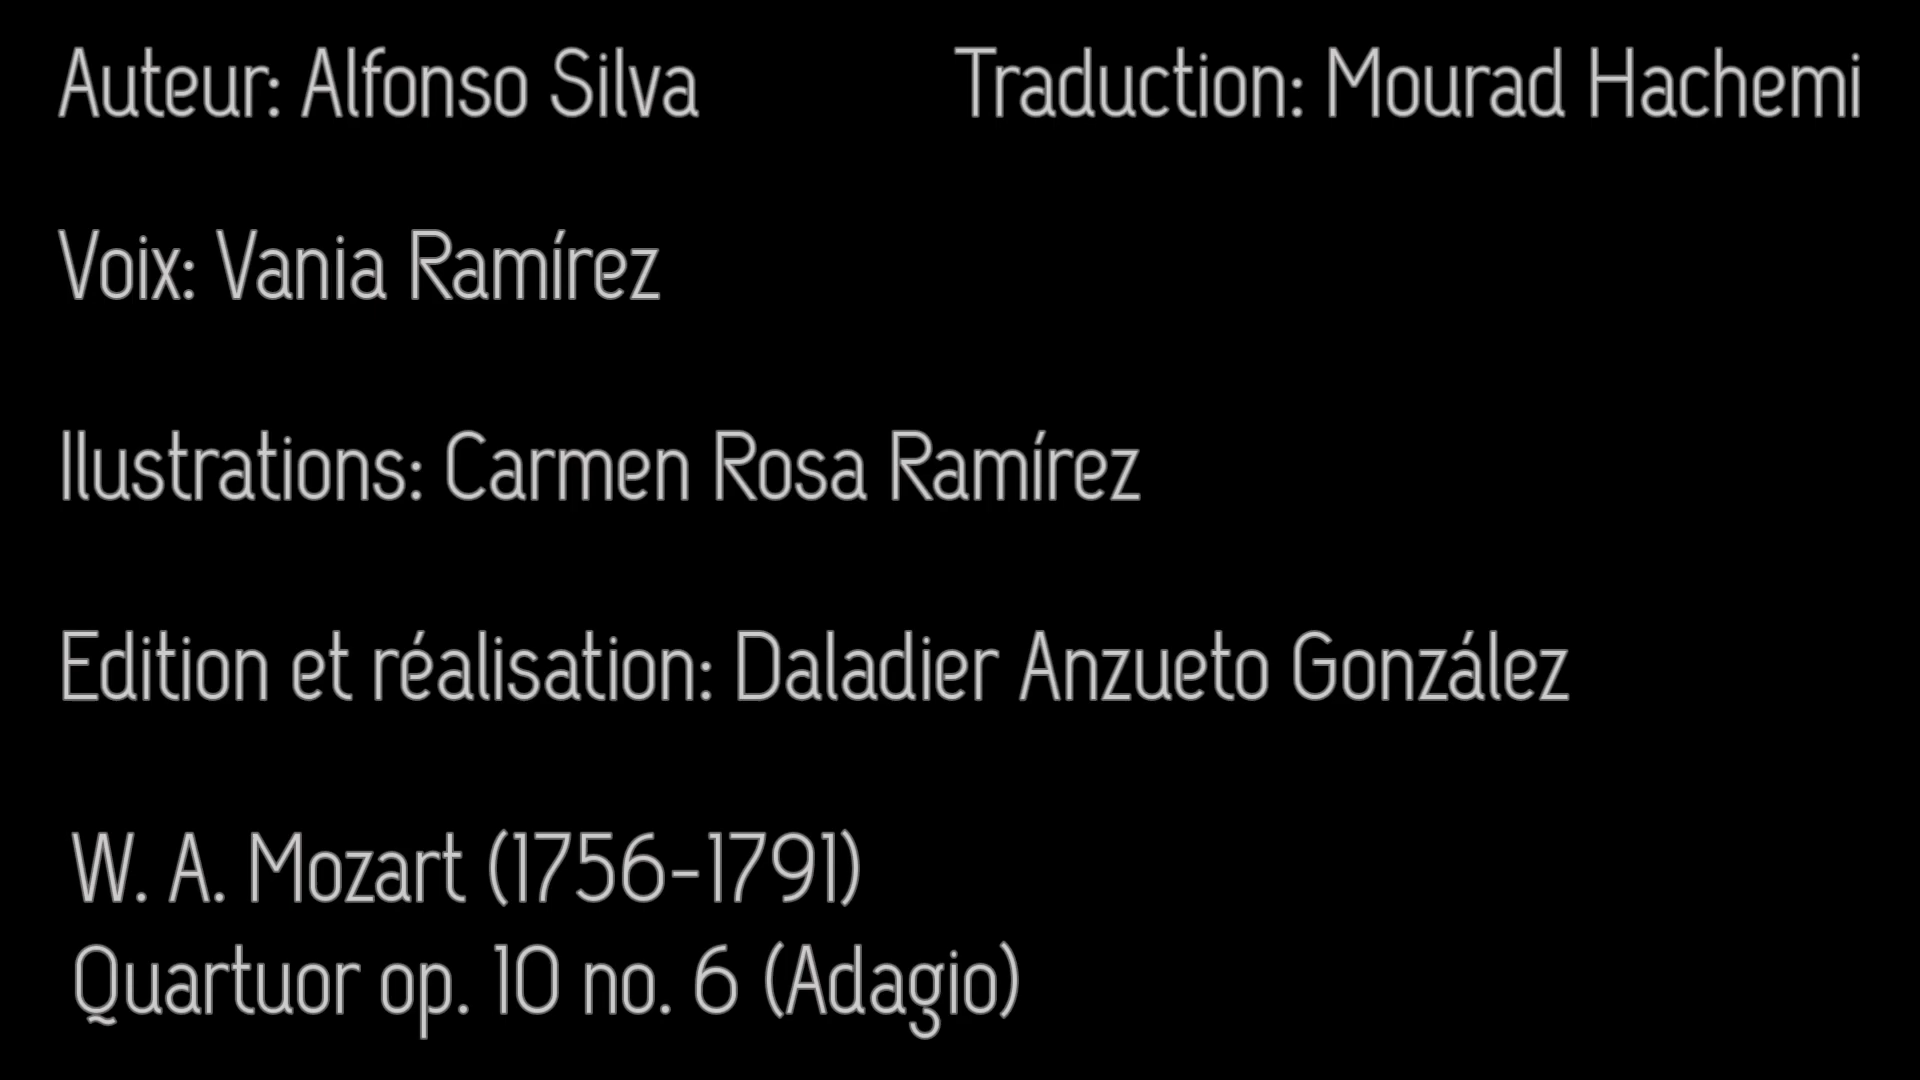 Auteur: Alfonso Silva
Traduction: Mourad Hachemi
Voix: Vania Ramírez
Ilustrations: Carmen Rosa Ramírez
Edition et réalisation: Daladier Anzueto González
W. A. Mozart (1756-1791)
Quartuor op. 10 no. 6 (Adagio)